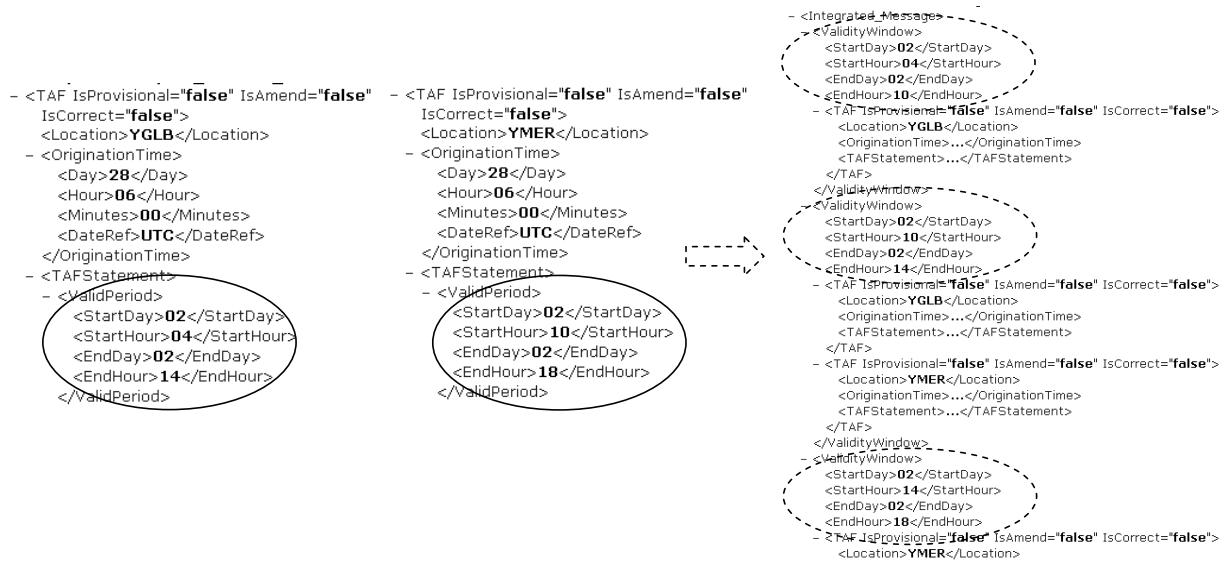 - <TAF IsProvisional="false" IsAmend="false"
IsCorrect="false">
<Location>YGLB</Location>
- <OriginationTime>
<Day>28</Day>
<Hour>06</Hour>
<Minutes>00</Minutes>
<DateRef>UTC</DateRef>
</OriginationTime>
- <TAFStatement>
- <ValidPeriod>
<StartDay>02</StartDay>
<StartHour>04</StartHour>
<EndDay>02</EndDay>
<EndHour>14</EndHour>
</ValidPeriod>
- <TAF IsProvisional="false" IsAmend="false"
IsCorrect="false">
<Location>YMER</Location>
- <OriginationTime>
<Day>28</Day>
<Hour>06</Hour>
<Minutes>00</Minutes>
<DateRef>UTC</DateRef>
</OriginationTime>
- <TAFStatement>
- <ValidPeriod>
<StartDay>02</StartDay>
<StartHour>10</StartHour>
<EndDay>02</EndDay>
<EndHour>18</EndHour>
</ValidPeriod>
- <Integrated_Message>
- <ValidityWindow>
<StartDay>02</StartDay>
<StartHour>04</StartHour>
<EndDay>02</EndDay>
<EndHour>10</EndHour>
- <TAF IsProvisional="false" IsAmend="false" IsCorrect="false">
<Location>YGLB</Location>
<OriginationTime>...</OriginationTime>
<TAFStatement>...</TAFStatement>
</TAF>
</ValidityWindow>
- <ValidityWindow>
<StartDay>02</StartDay>
<StartHour>10</StartHour>
<EndDay>02</EndDay>
<EndHour>14</EndHour>
- <TAF IsProvisional="false" IsAmend="false" IsCorrect="false">
<Location>YGLB</Location>
<OriginationTime>...</OriginationTime>
<TAFStatement>...</TAFStatement>
</TAF>
- <TAF IsProvisional="false" IsAmend="false" IsCorrect="false">
<Location>YMER</Location>
<OriginationTime>...</OriginationTime>
<TAFStatement>...</TAFStatement>
</TAF>
</ValidityWindow>
- <ValidityWindow>
<StartDay>02</StartDay>
<StartHour>14</StartHour>
<EndDay>02</EndDay>
<EndHour>18</EndHour>
- <TAF IsProvisional="false" IsAmend="false" IsCorrect="false">
<Location>YMER</Location>